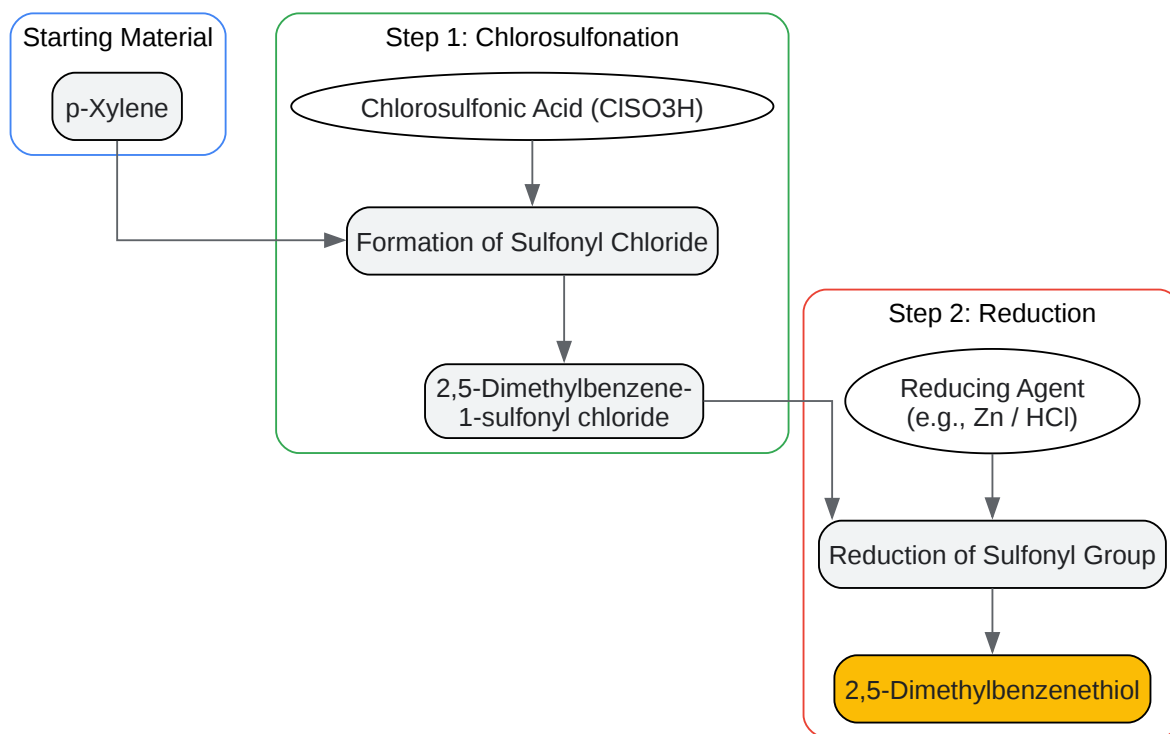 Starting Material
p-Xylene
Step 1: Chlorosulfonation
Chlorosulfonic Acid (ClSO3H)
Formation of Sulfonyl Chloride
2,5-Dimethylbenzene-
1-sulfonyl chloride
Step 2: Reduction
Reducing Agent
(e.g., Zn / HCl)
Reduction of Sulfonyl Group
2,5-Dimethylbenzenethiol